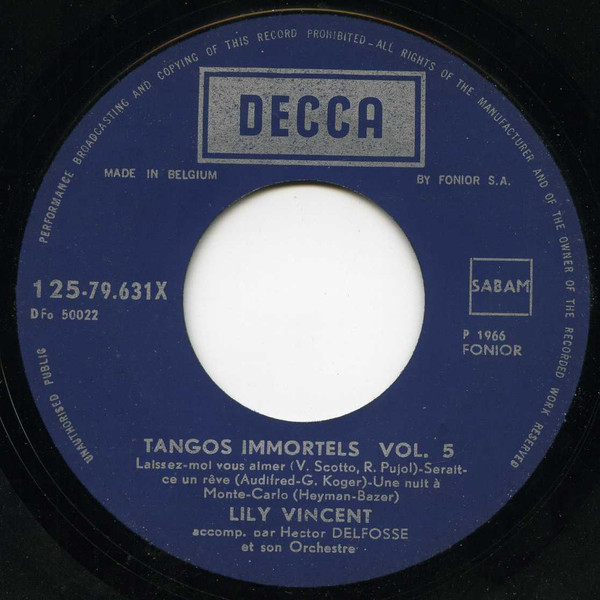 UNAUTHORISED PUBLIC PERFORMANCE BROADCASTING AND COPYING OF THIS RECORD PROHIBITED_ALL RIGHTS OF THE MANUFACTURER AND OF THE OWNER OF THE RECORDED WORK RESERVED
DECCA
MADE IN BELGIUM
BY FONIOR S.A.
125-79.631X
DFo 50022
SABAM
P 1966
FONIOR
TANGOS IMMORTELS VOL. 5
Laissez-moi vous aimer (V. Scotto, R. Pujol)-Serait-
ce un rêve (Audifred-G. Koger)-Une nuit à
Monte-Carlo (Heyman-Bazer)
LILY VINCENT
accomp. par Hector DELFOSSE
et son Orchestre